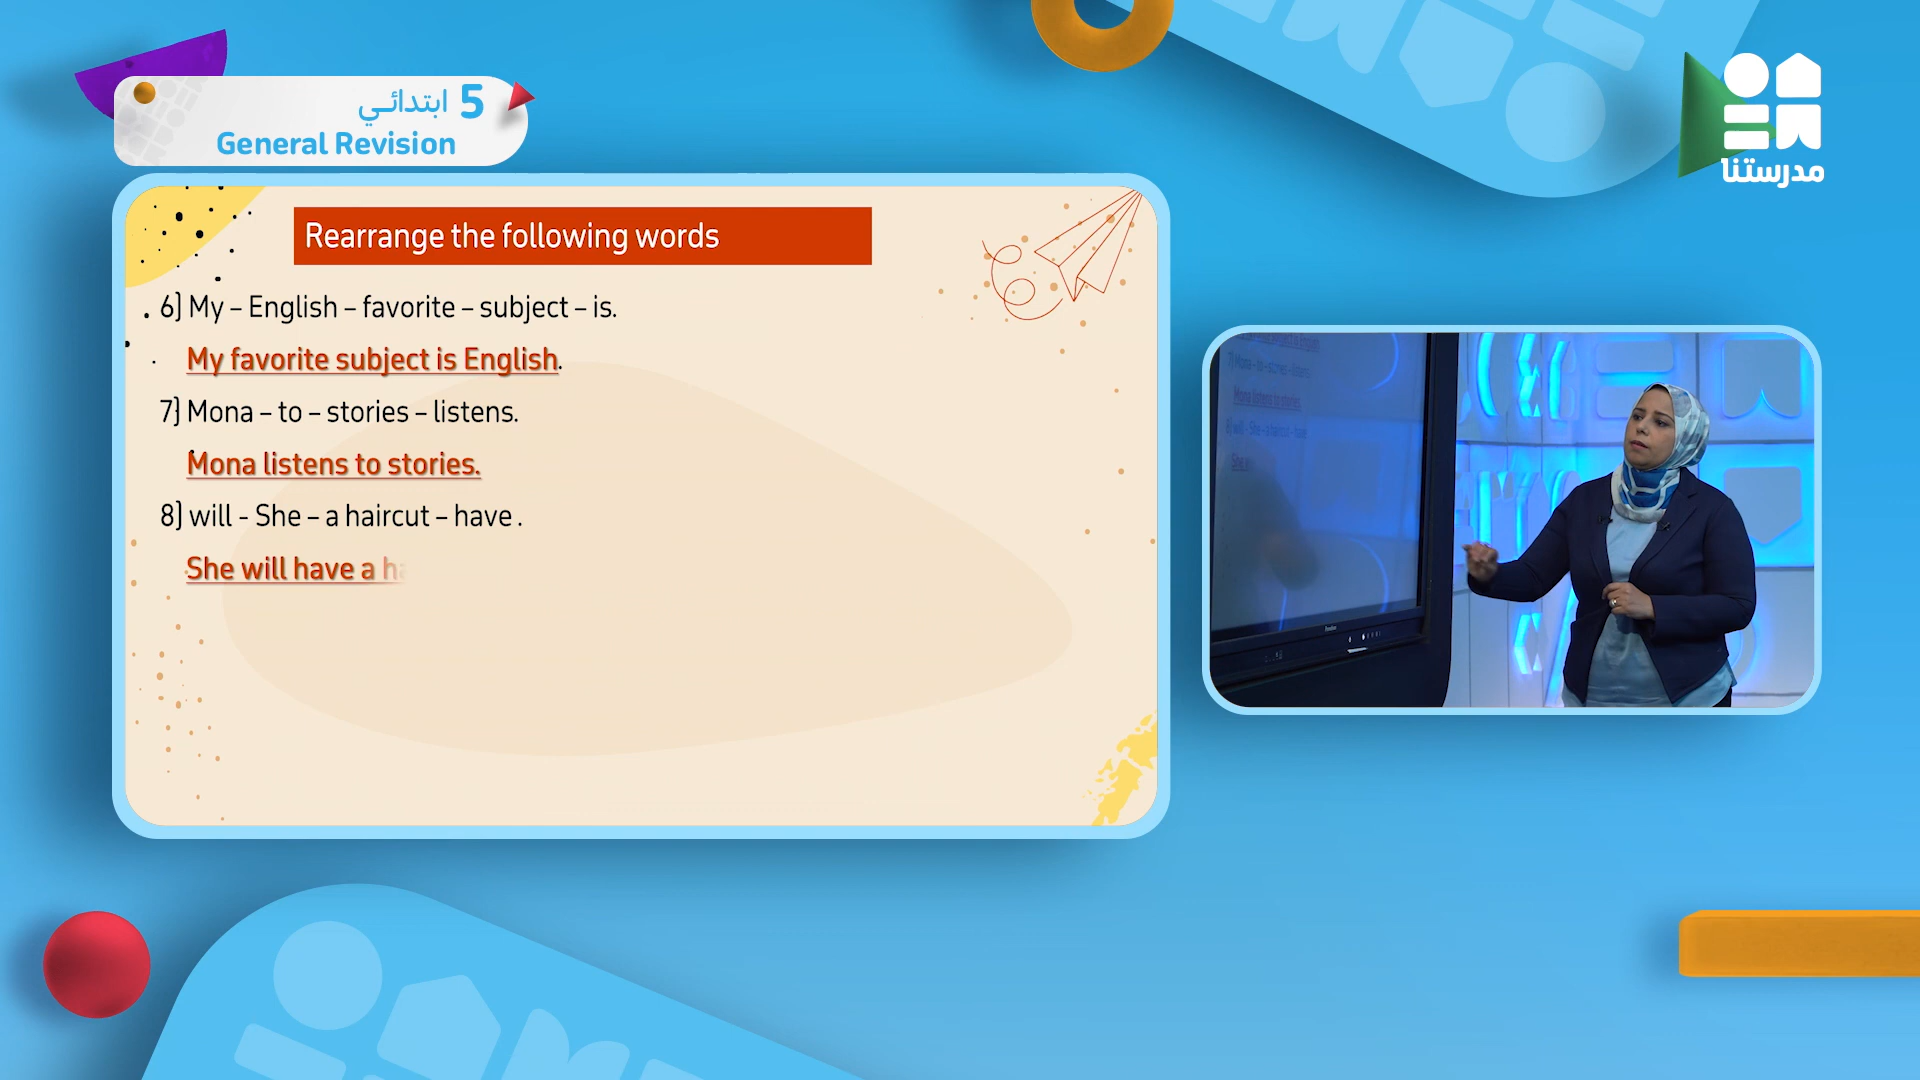 5 ابتدائي
General Revision
مدرستنا
Rearrange the following words
6) My – English – favorite – subject – is.
My favorite subject is English.
7) Mona – to – stories – listens.
Mona listens to stories.
8) will - She – a haircut – have .
She will have a